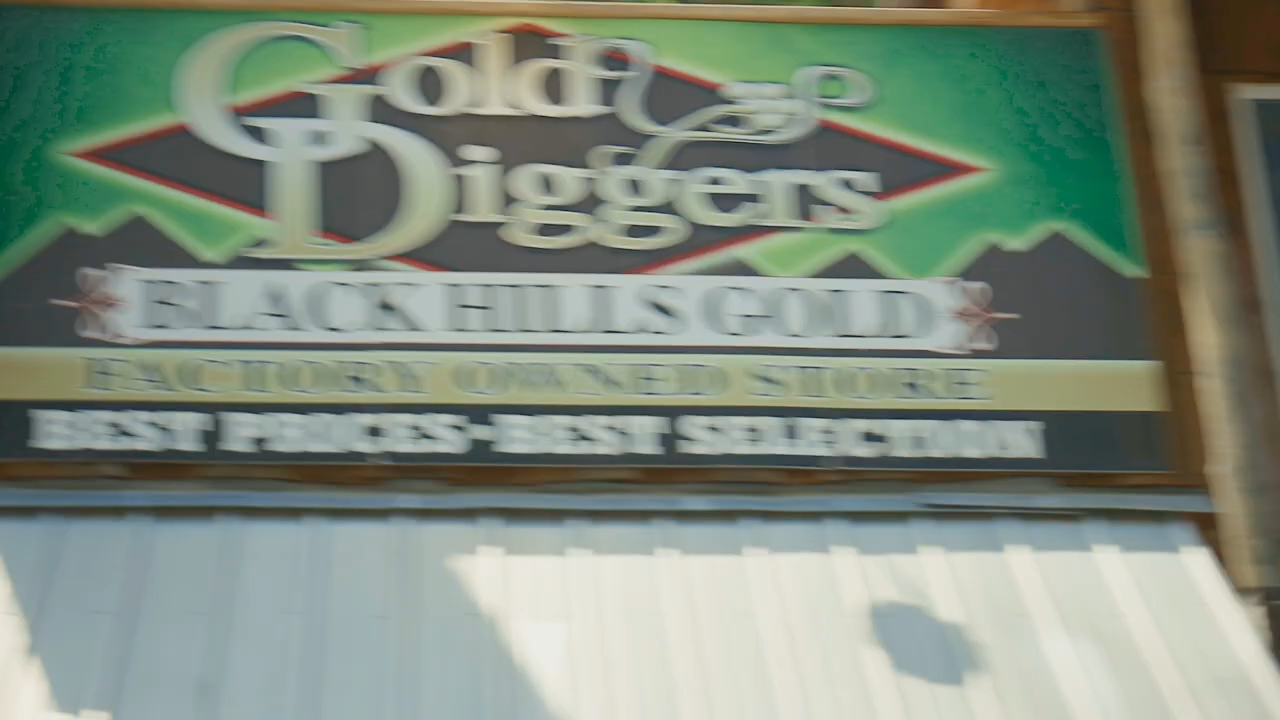 Gold
Diggers
BLACK HILLS GOLD
FACTORY OWNED STORE
BEST PRICES-BEST SELECTION